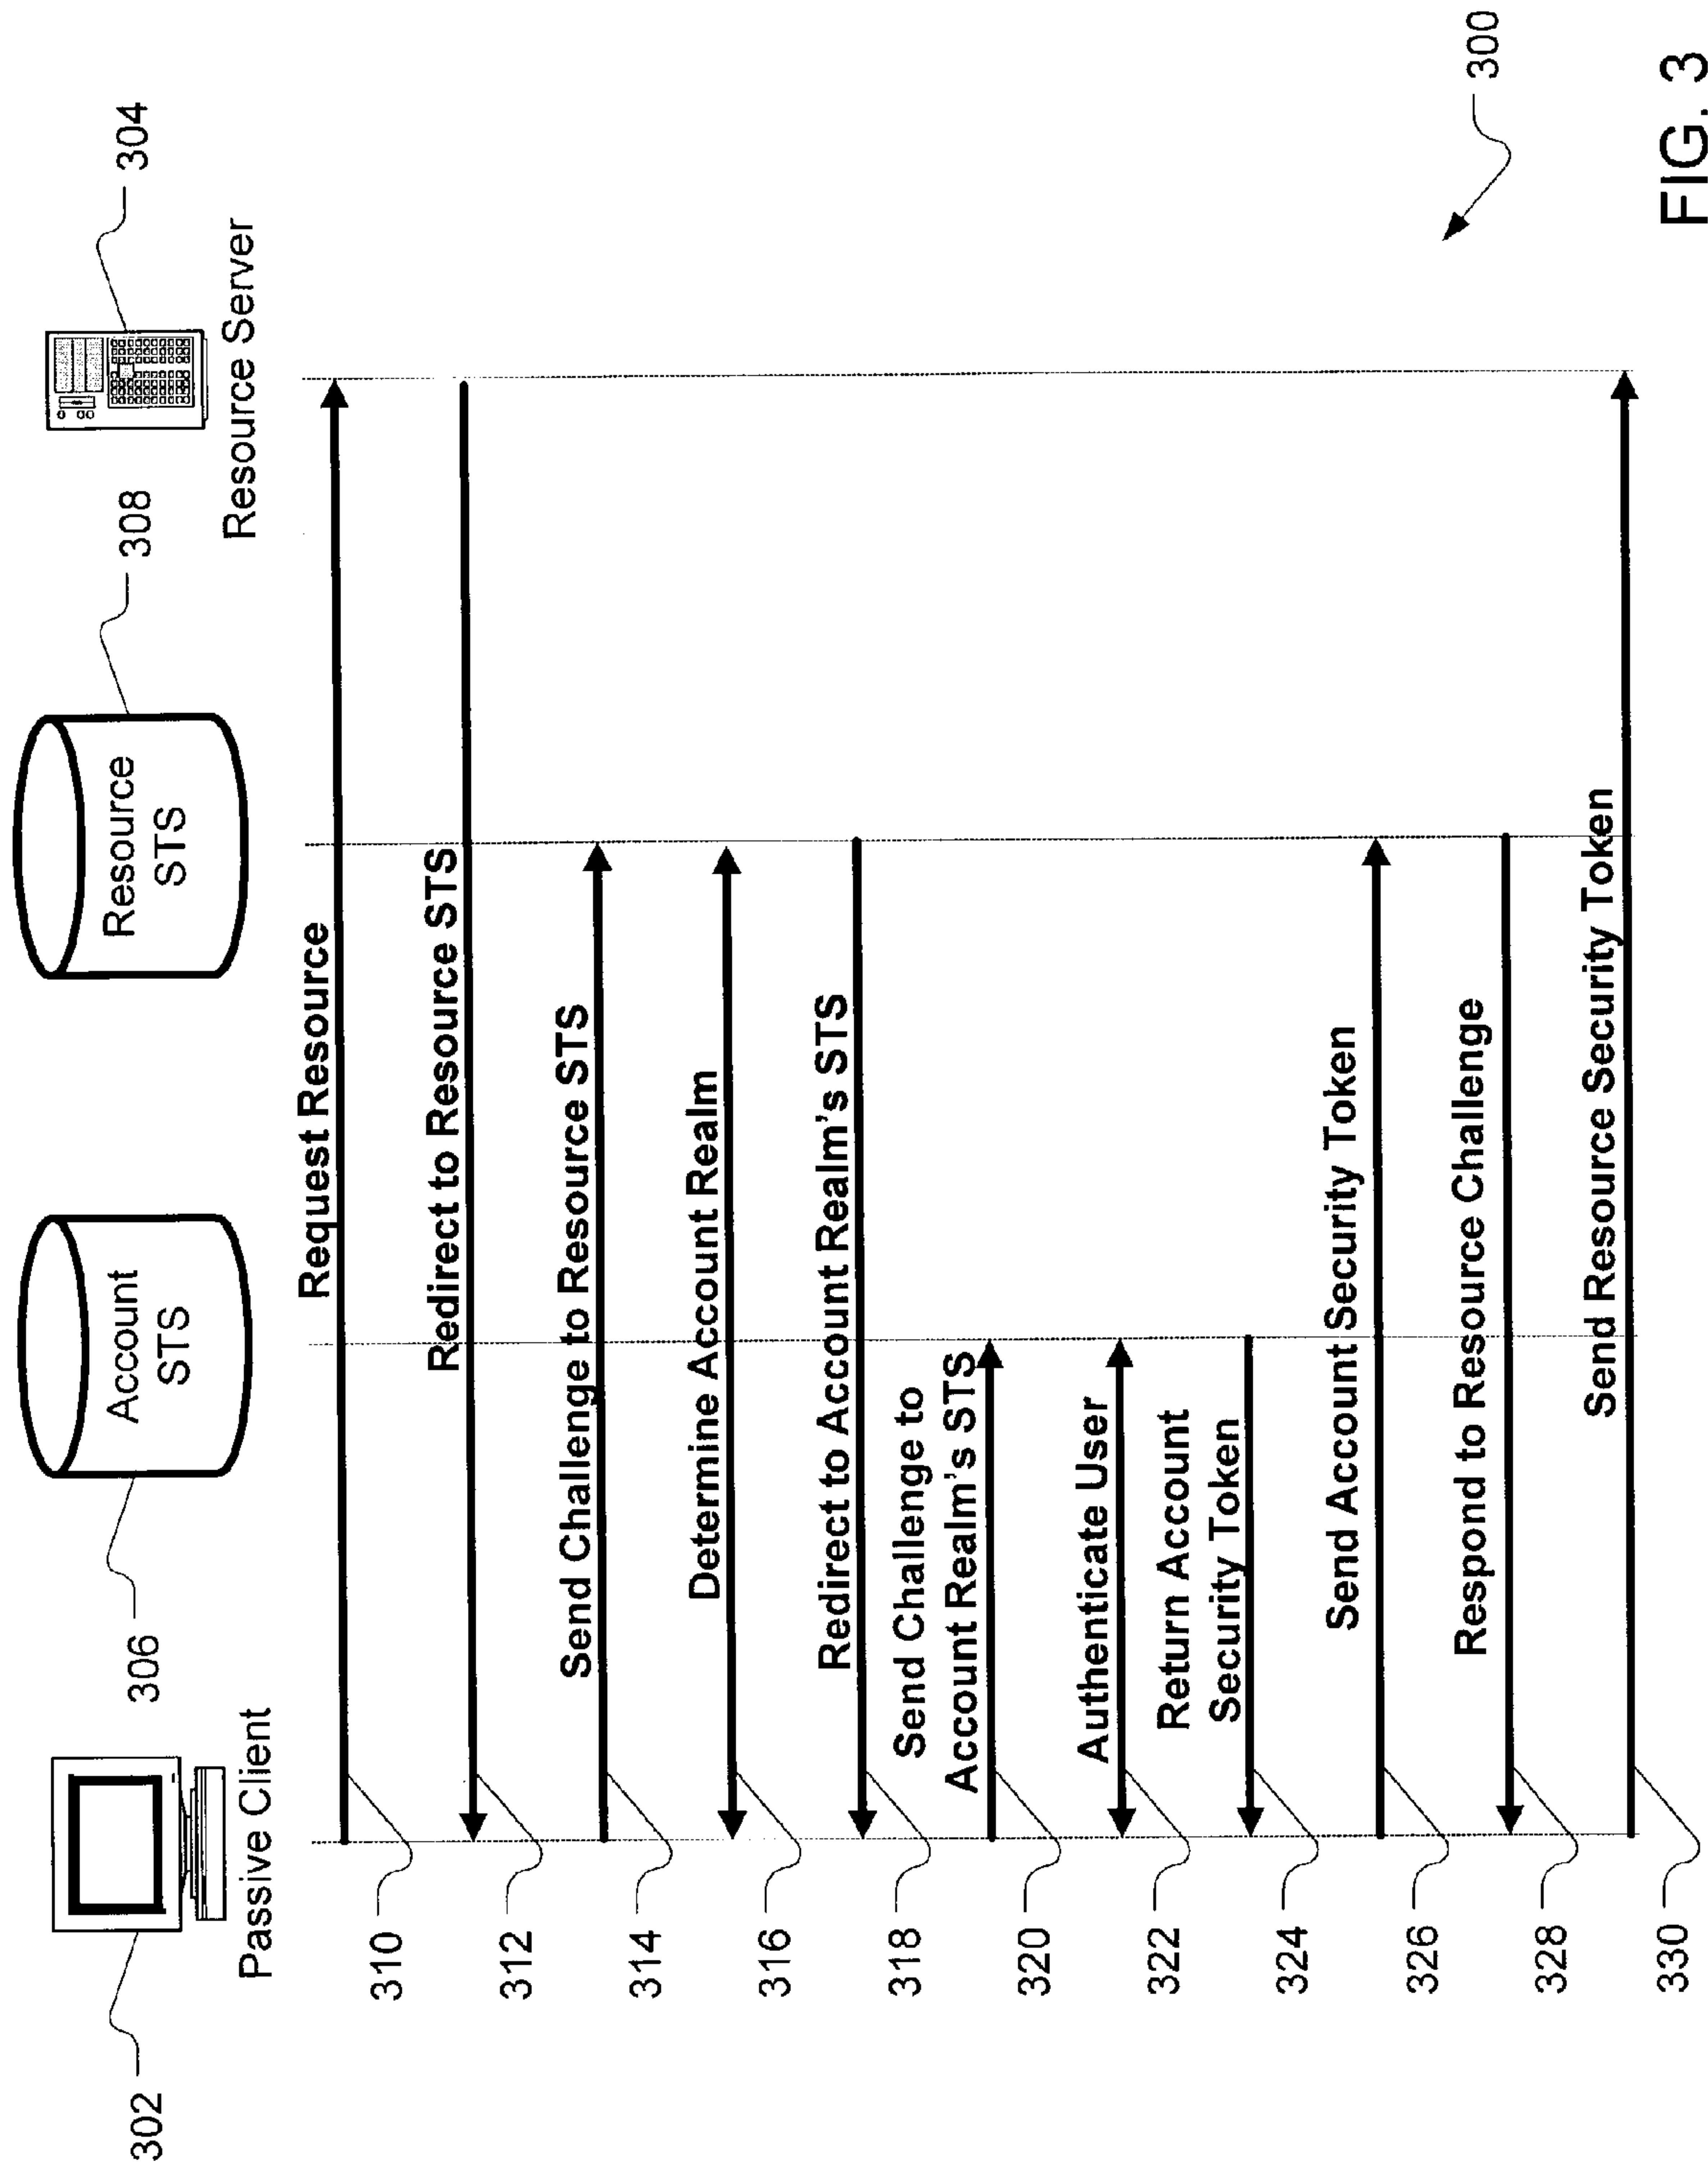 302
Passive Client
306
Account
STS
Resource
STS
308
Resource Server
304
310
Request Resource
312
Redirect to Resource STS
314
Send Challenge to Resource STS
316
Determine Account Realm
318
Redirect to Account Realm's STS
320
Send Challenge to
Account Realm's STS
322
Authenticate User
324
Return Account
Security Token
326
Send Account Security Token
328
Respond to Resource Challenge
330
Send Resource Security Token
300
FIG. 3